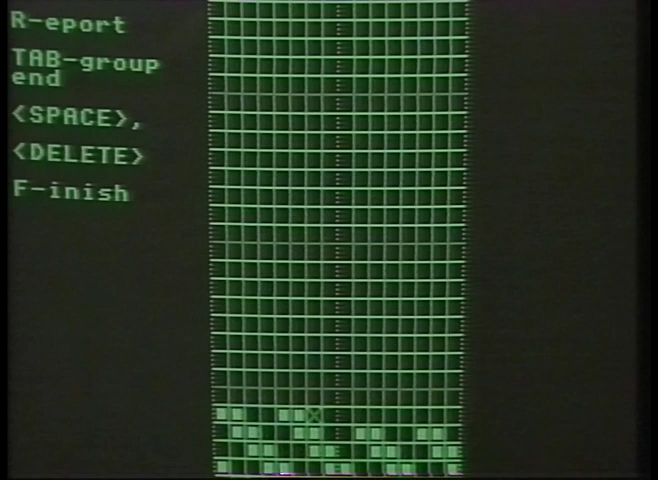 R-eport
TAB-group
end
<SPACE>,
<DELETE>
F-inish